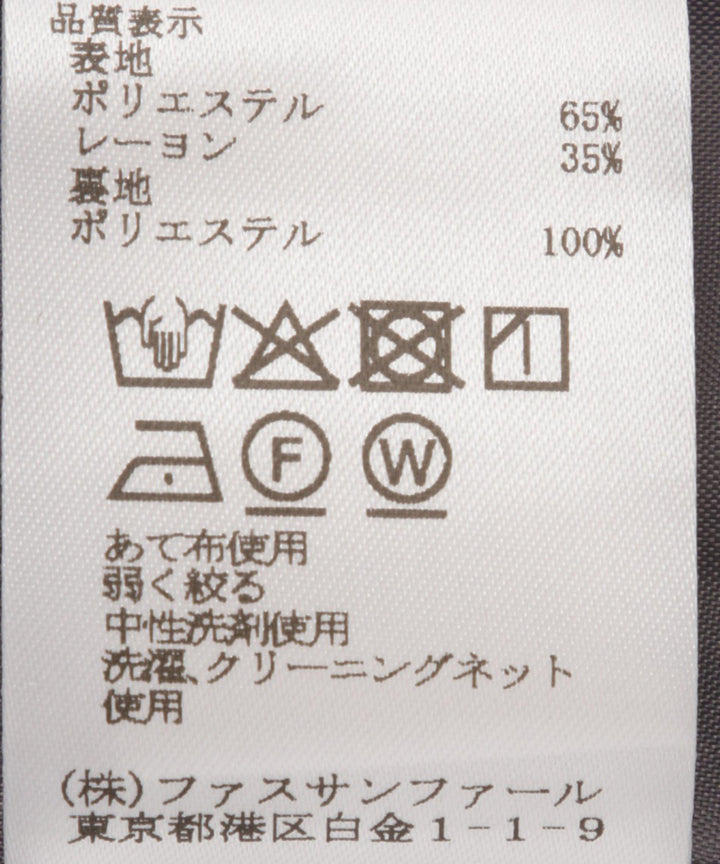 品質表示
表地
ポリエステル 65%
レーヨン 35%
裏地
ポリエステル 100%
F W
あて布使用
弱く絞る
中性洗剤使用
洗濯、クリーニングネット
使用
(株)ファスサンファール
東京都港区白金1-1-9